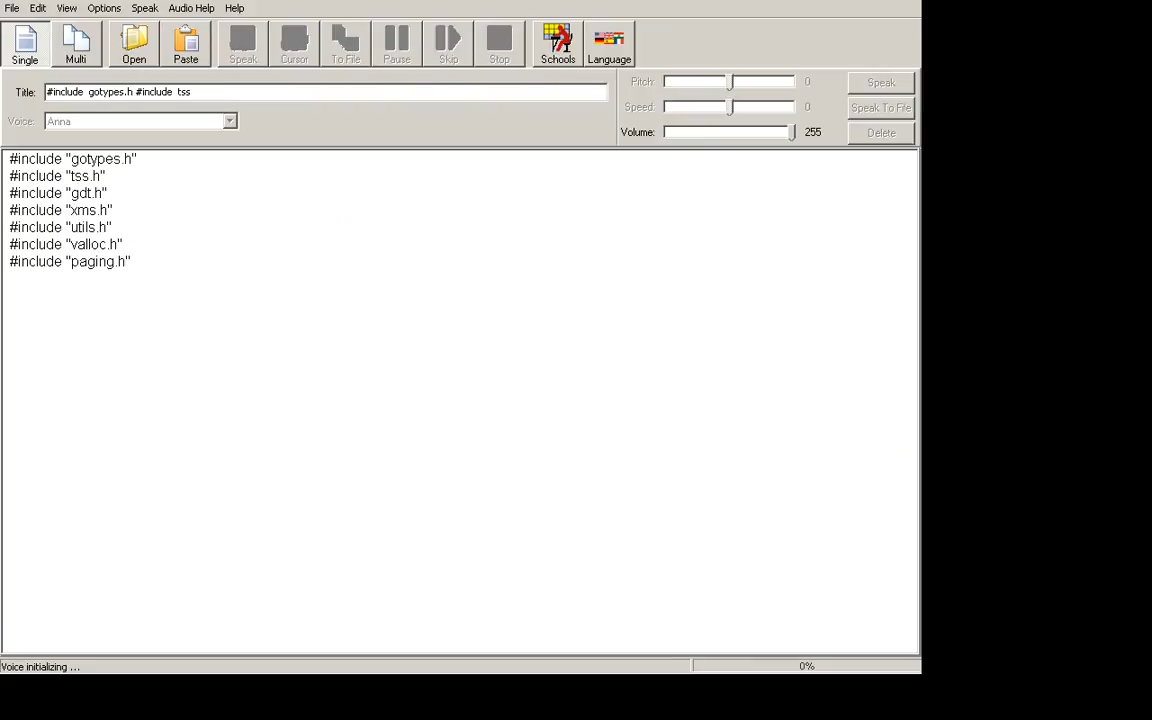 File Edit View Options Speak Audio Help Help
Single Multi Open Paste Speak Cursor To File Pause Skip Stop Schools Language
Title: #include gotypes.h #include tss
Voice: Anna
Pitch: 0 Speak
Speed: 0 Speak To File
Volume: 255 Delete
#include "gotypes.h"
#include "tss.h"
#include "gdt.h"
#include "xms.h"
#include "utils.h"
#include "valloc.h"
#include "paging.h"
Voice initializing ... 0%